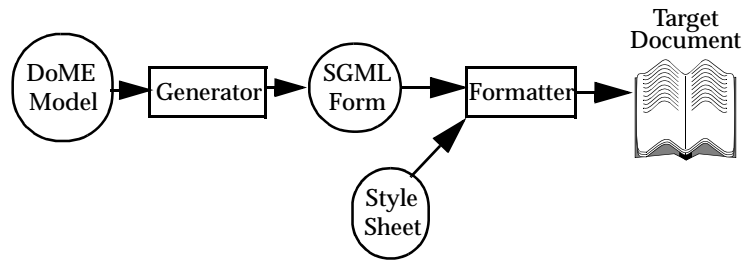 Target
Document
DoME
Model
Generator
SGML
Form
Formatter
Style
Sheet